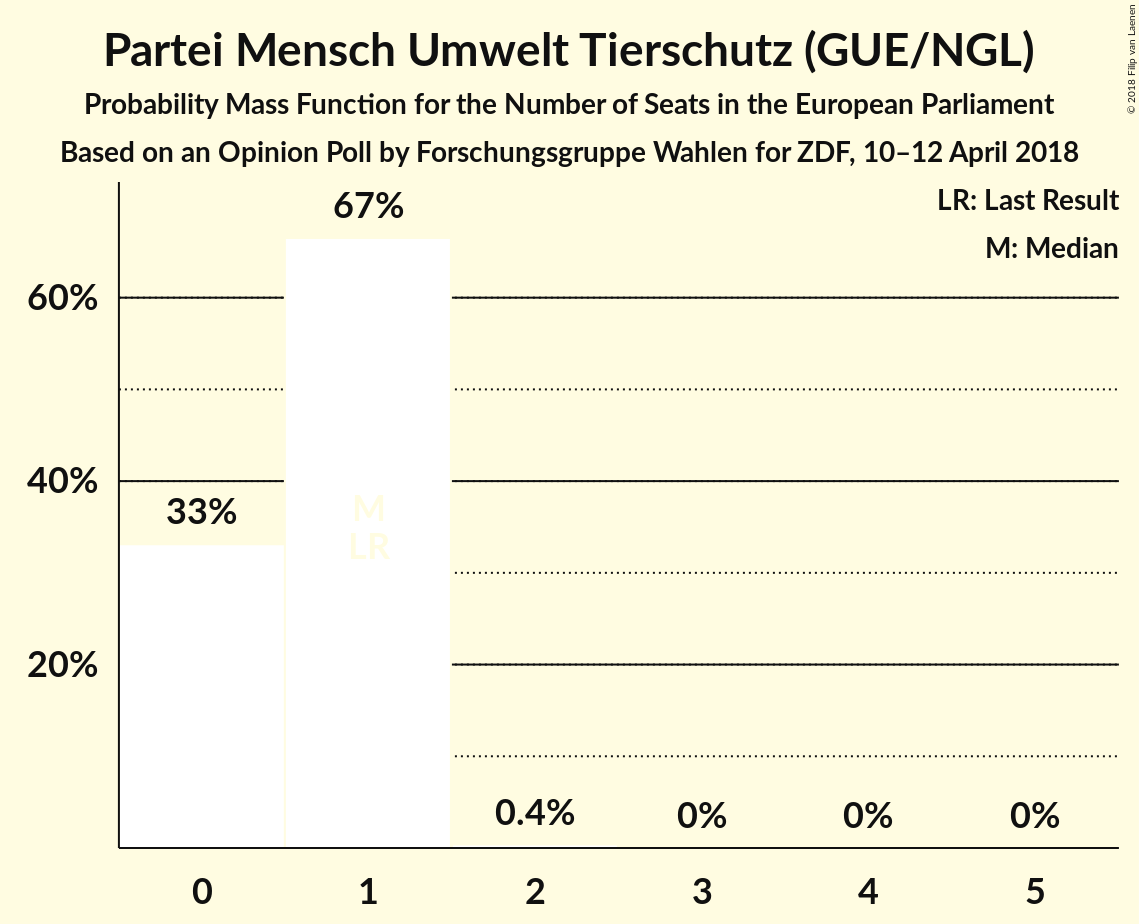 Partei Mensch Umwelt Tierschutz (GUE/NGL)
Probability Mass Function for the Number of Seats in the European Parliament
Based on an Opinion Poll by Forschungsgruppe Wahlen for ZDF, 10–12 April 2018
© 2018 Filip van Laenen
LR: Last Result
M: Median
67%
60%
40%
33%
M
LR
20%
0.4%
0%
0%
0%
0 1 2 3 4 5